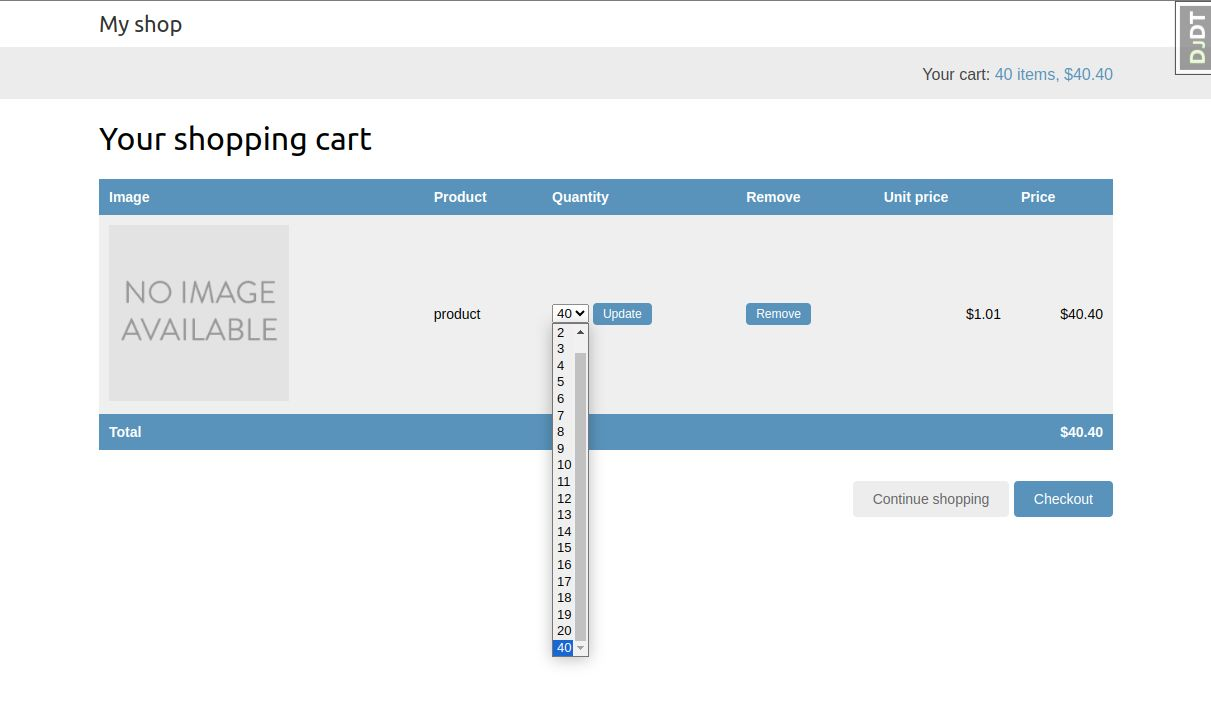 My shop
DjDT
Your cart: 40 items, $40.40
Your shopping cart
Image Product Quantity Remove Unit price Price
NO IMAGE
AVAILABLE
product 40 Update Remove $1.01 $40.40
2
3
4
5
6
7
8
9
10
11
12
13
14
15
16
17
18
19
20
40
Total $40.40
Continue shopping Checkout